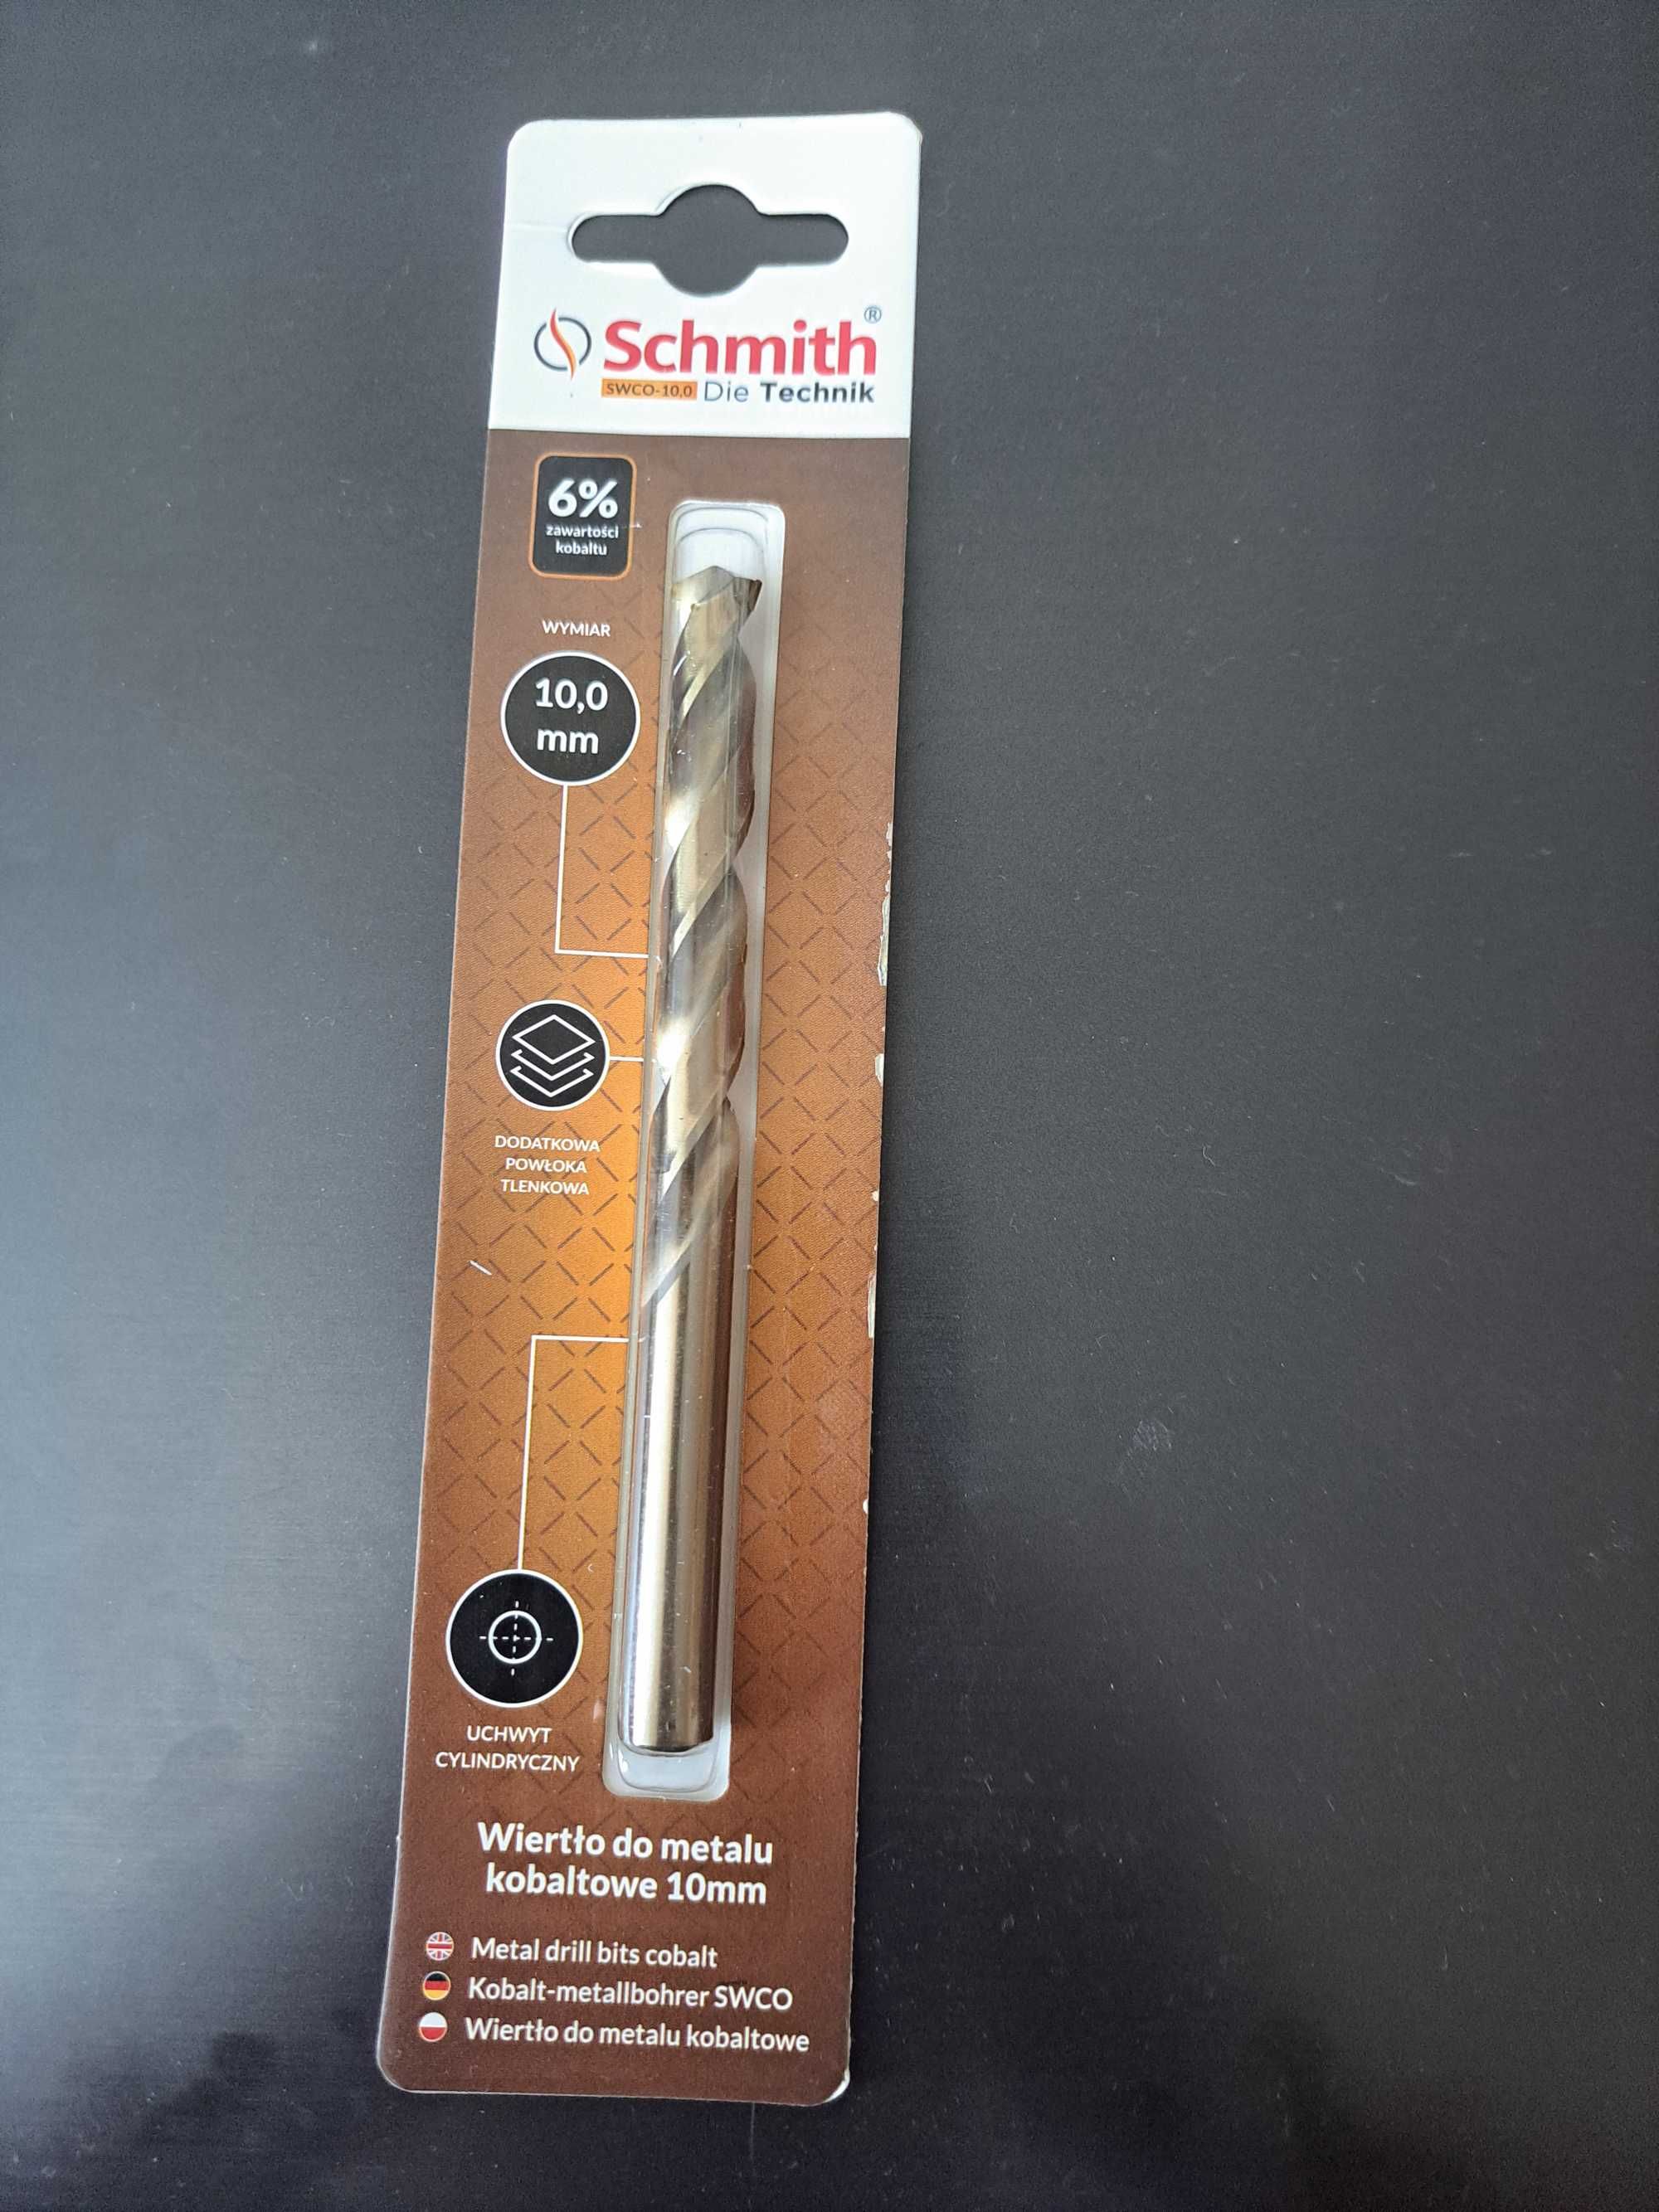 Schmith®
SWCO-10,0 Die Technik
6%
zawartości
kobaltu
WYMIAR
10,0
mm
DODATKOWA
POWŁOKA
TLENKOWA
UCHWYT
CYLINDRYCZNY
Wiertło do metalu
kobaltowe 10mm
Metal drill bits cobalt
Kobalt-metallbohrer SWCO
Wiertło do metalu kobaltowe